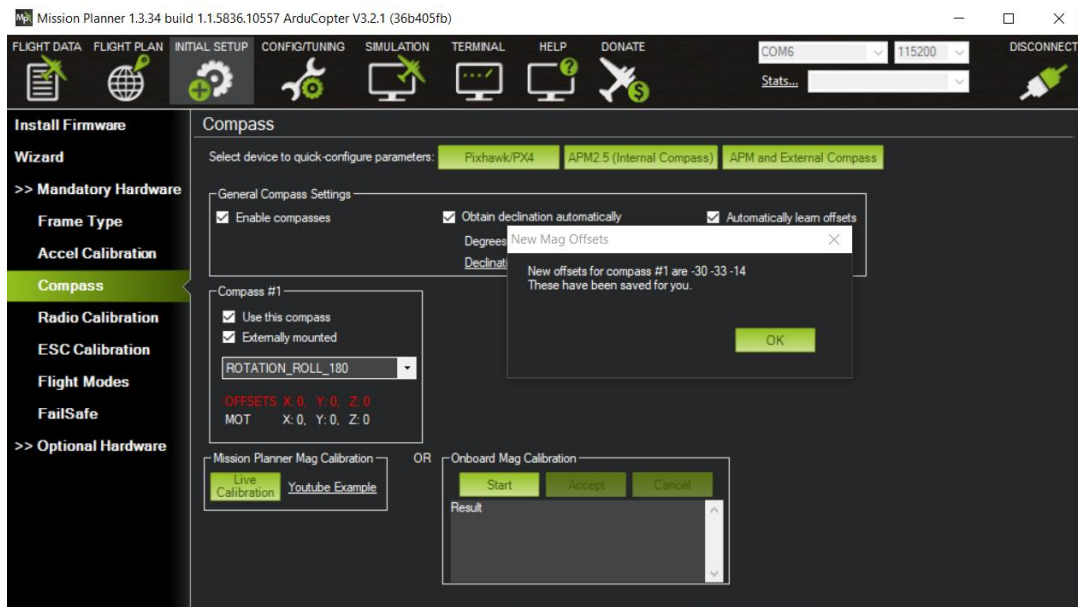 Mission Planner 1.3.34 build 1.1.5836.10557 ArduCopter V3.2.1 (36b405fb)
FLIGHT DATA FLIGHT PLAN INITIAL SETUP CONFIG/TUNING SIMULATION TERMINAL HELP DONATE
COM6 115200 DISCONNECT
Stats...
Install Firmware
Wizard
>> Mandatory Hardware
Frame Type
Accel Calibration
Compass
Radio Calibration
ESC Calibration
Flight Modes
FailSafe
>> Optional Hardware
Compass
Select device to quick-configure parameters: Pixhawk/PX4 APM2.5 (Internal Compass) APM and External Compass
General Compass Settings
Enable compasses Obtain declination automatically Automatically learn offsets
Degrees
Declinati
New Mag Offsets
New offsets for compass #1 are -30 -33 -14
These have been saved for you.
OK
Compass #1
Use this compass
Externally mounted
ROTATION_ROLL_180
OFFSETS X: 0, Y: 0, Z: 0
MOT X: 0, Y: 0, Z: 0
Mission Planner Mag Calibration
Live
Calibration
Youtube Example
OR
Onboard Mag Calibration
Start Accept Cancel
Result